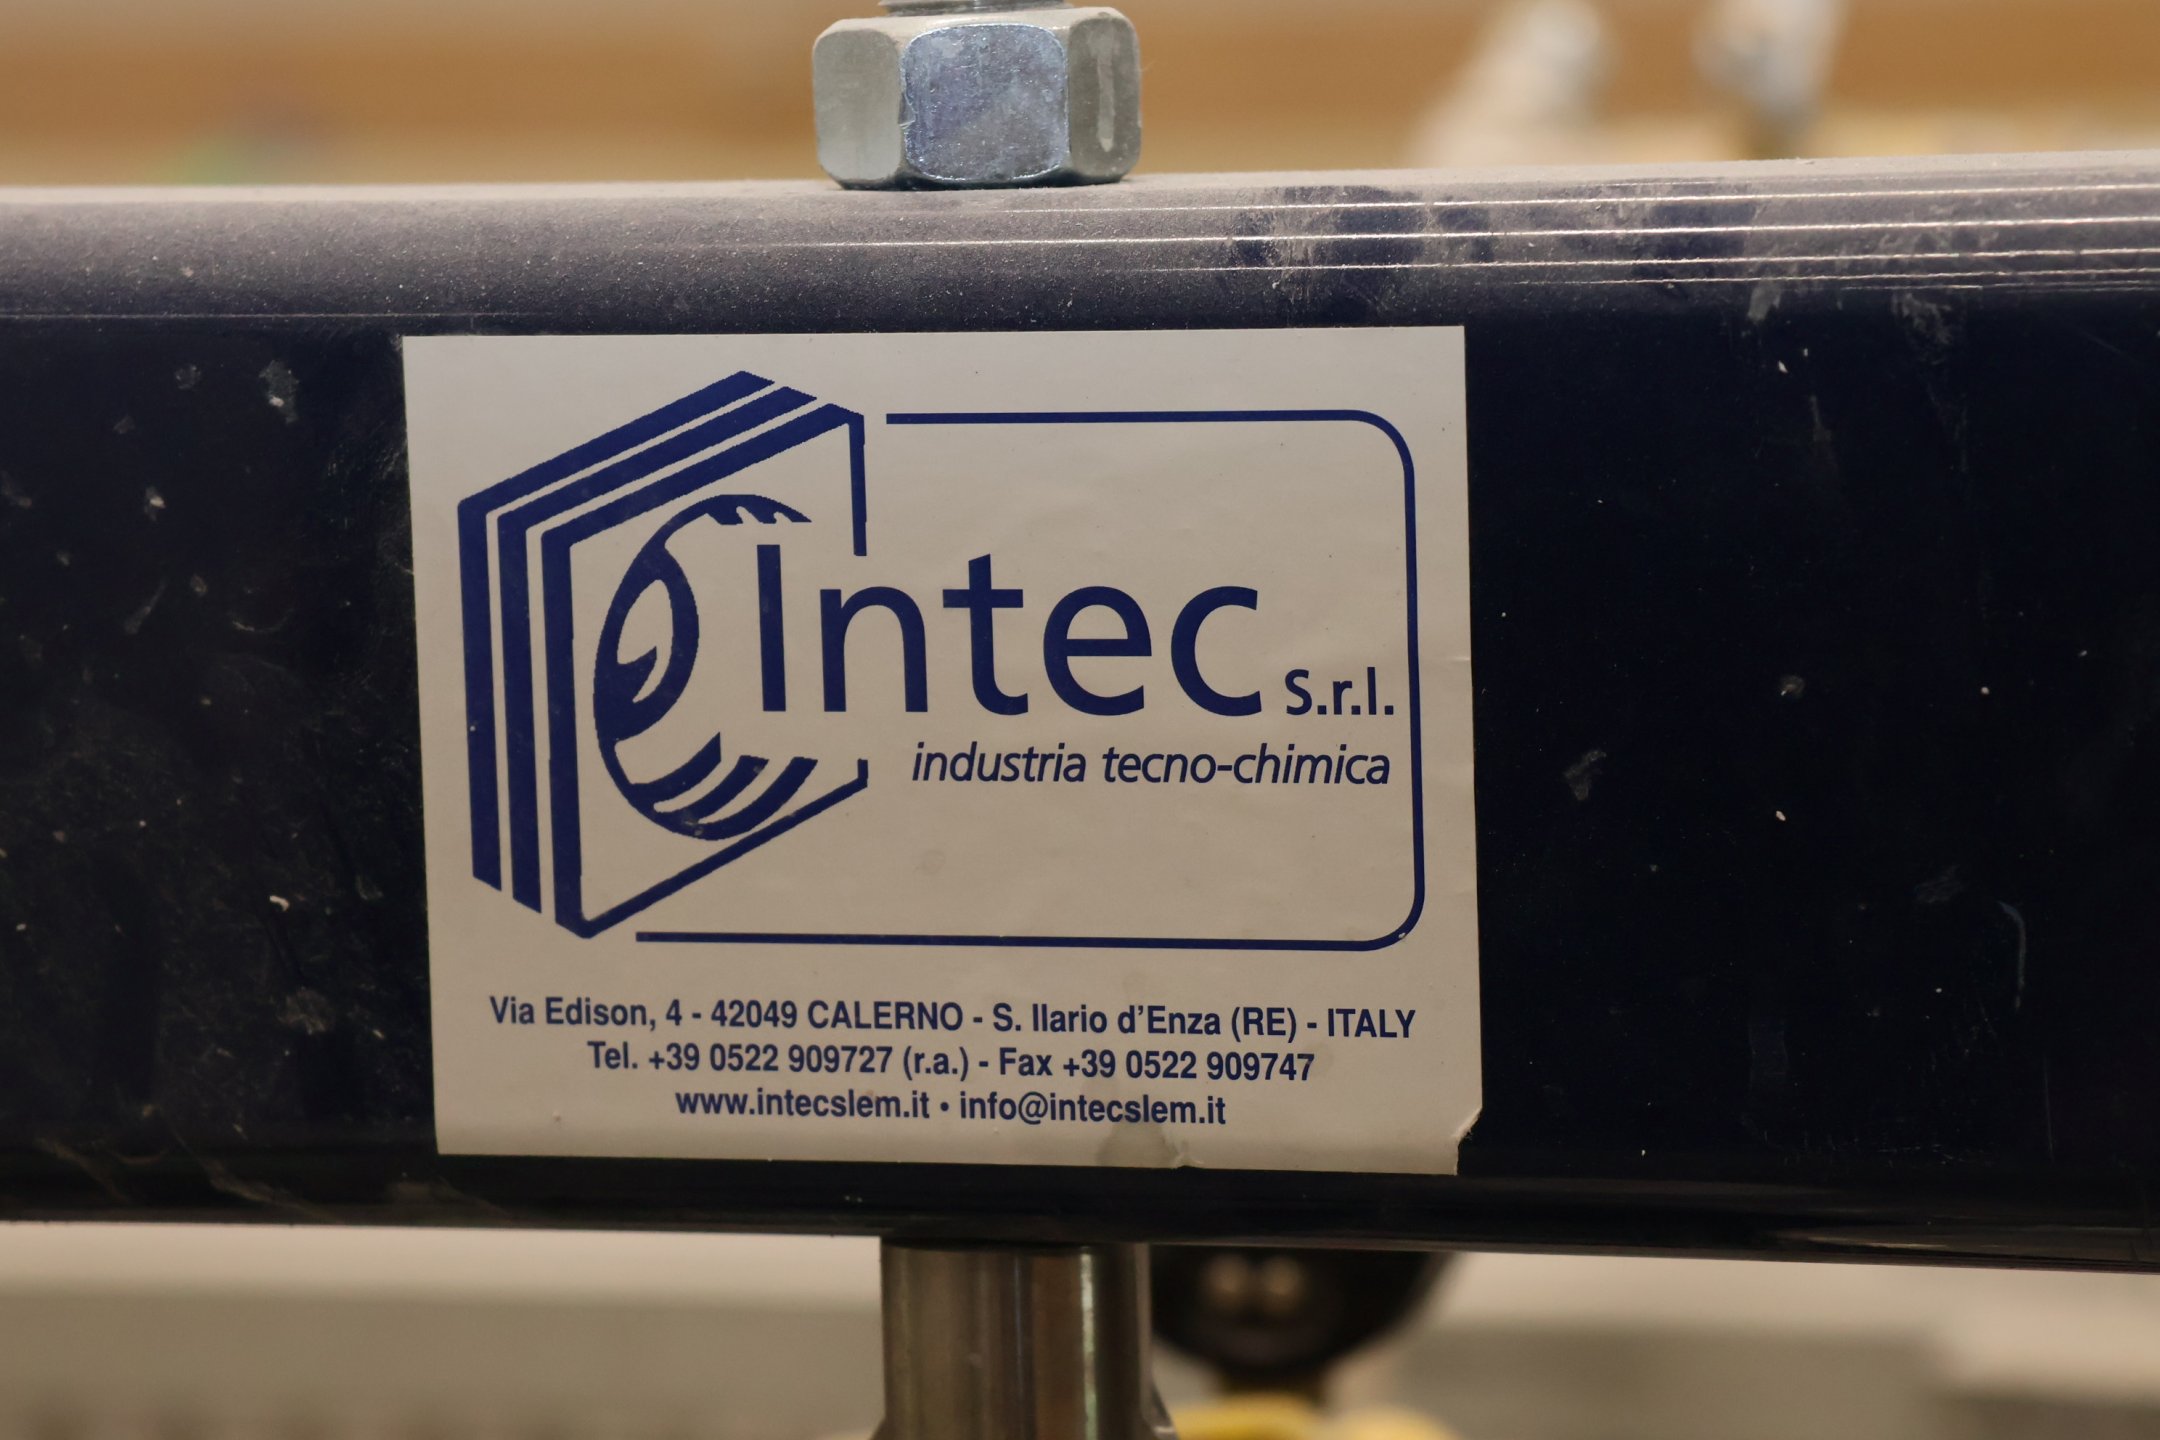 Intec s.r.l.
industria tecno-chimica
Via Edison, 4 - 42049 CALERNO - S. Ilario d'Enza (RE) - ITALY
Tel. +39 0522 909727 (r.a.) - Fax +39 0522 909747
www.intecslem.it • info@intecslem.it